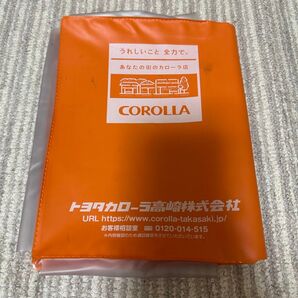 うれしいこと 全力で。
あなたの街のカローラ店
COROLLA
トヨタカローラ高崎株式会社
URL https://www.corolla-takasaki.jp/
お客様相談室 0120-014-515